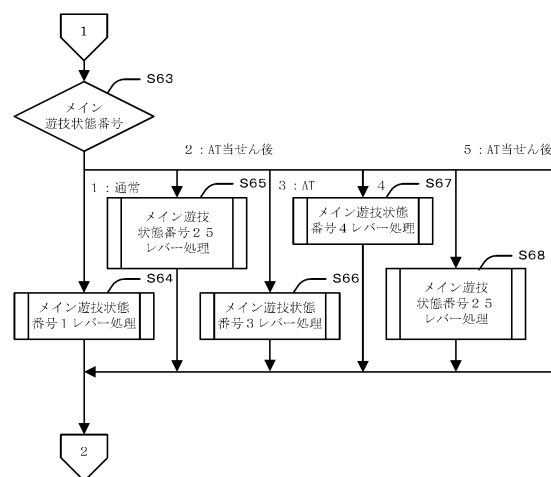 1
S63
メイン
遊技状態番号
2：AT当せん後
5：AT当せん後
1：通常
S65
3：AT
4
S67
メイン遊技
状態番号２５
レバー処理
メイン遊技状態
番号４レバー処理
S64
S66
S68
メイン遊技状態
番号１レバー処理
メイン遊技状態
番号３レバー処理
メイン遊技
状態番号２５
レバー処理
2